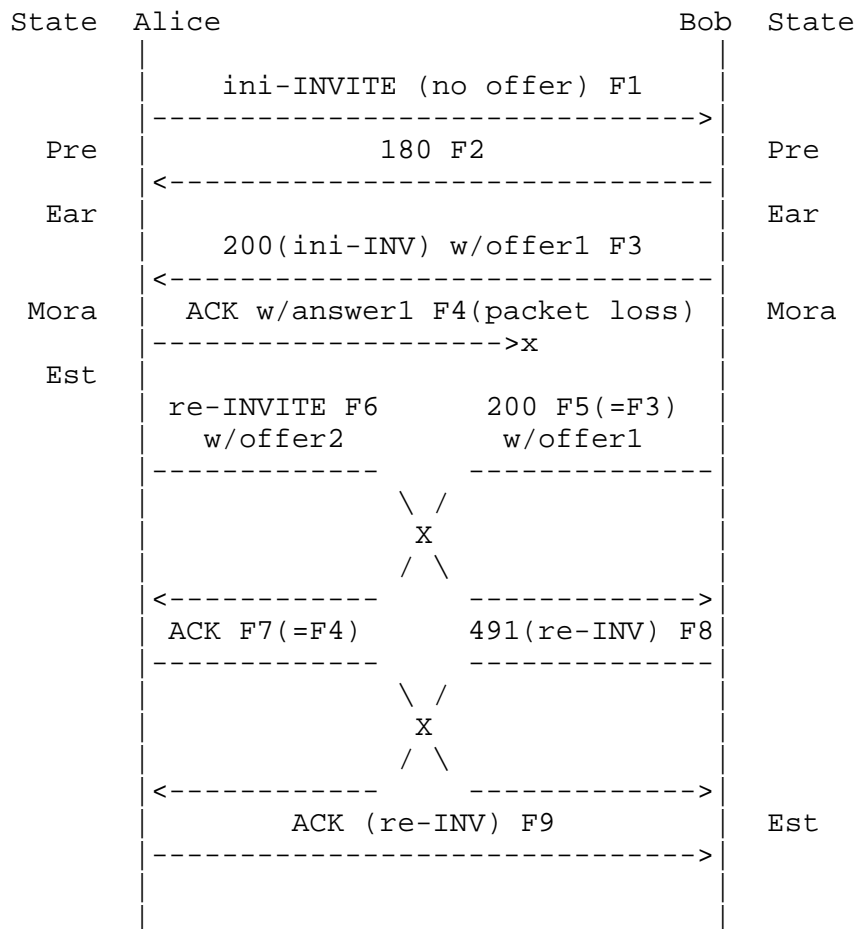 State  Alice                          Bob  State
ini-INVITE (no offer) F1
Pre  180 F2  Pre
Ear  Ear
200(ini-INV) w/offer1 F3
Mora  ACK w/answer1 F4(packet loss)  Mora
x
Est
re-INVITE F6  200 F5(=F3)
w/offer2  w/offer1
X
ACK F7(=F4)  491(re-INV) F8
X
ACK (re-INV) F9  Est